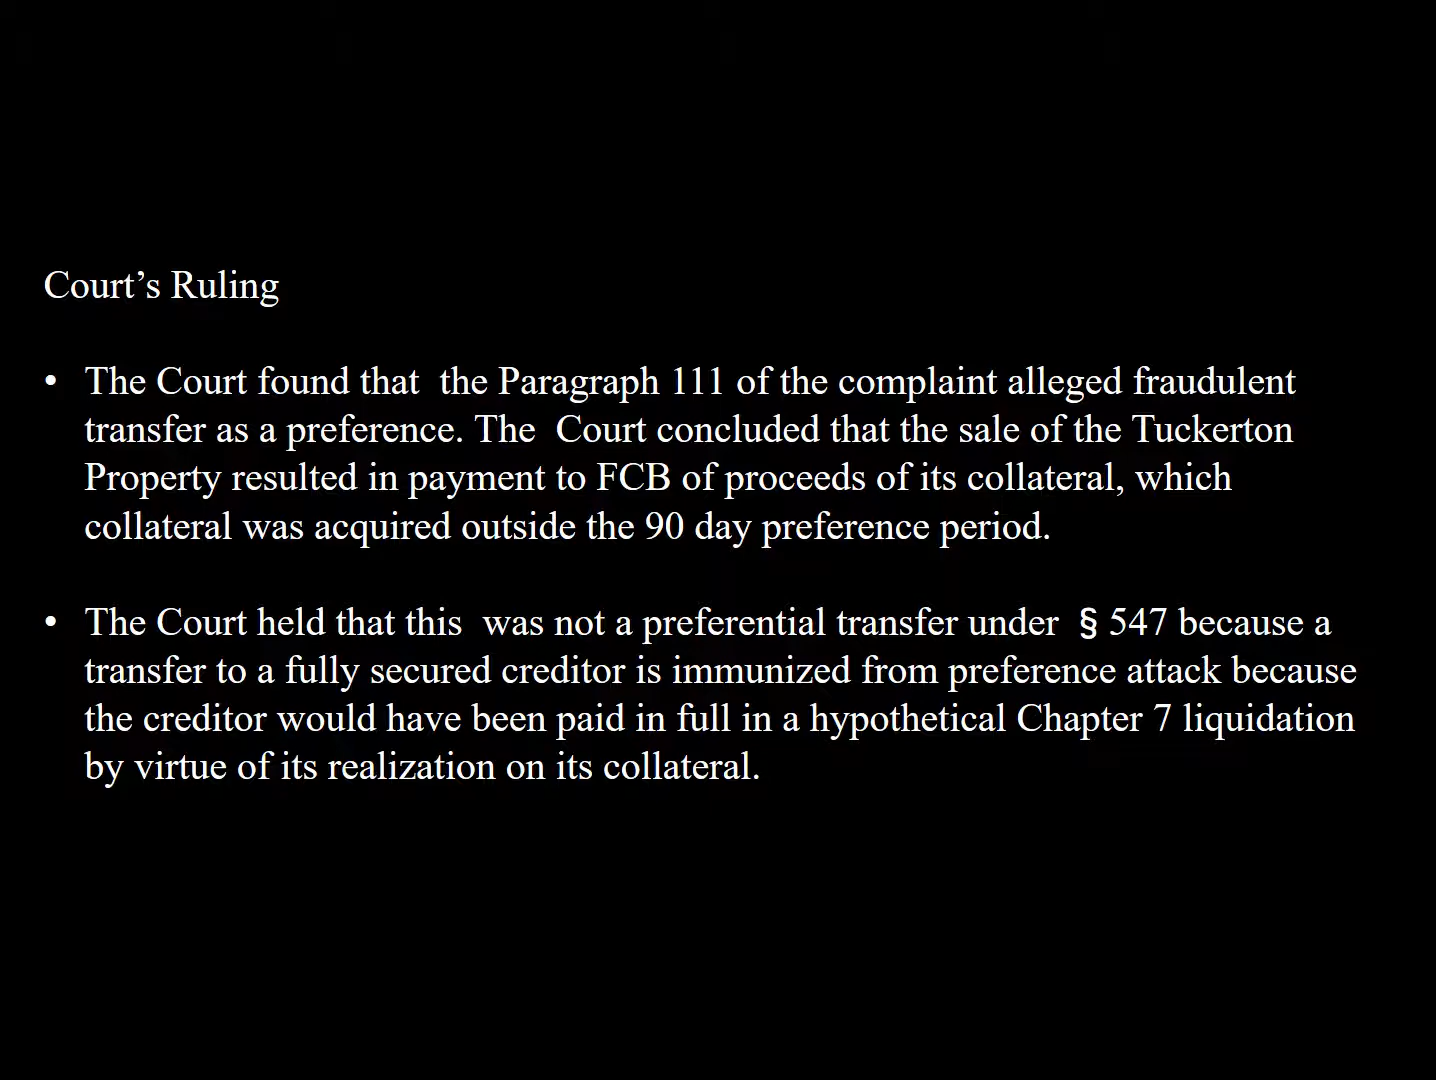 Court’s Ruling
• The Court found that  the Paragraph 111 of the complaint alleged fraudulent
transfer as a preference. The  Court concluded that the sale of the Tuckerton
Property resulted in payment to FCB of proceeds of its collateral, which
collateral was acquired outside the 90 day preference period.
• The Court held that this  was not a preferential transfer under  § 547 because a
transfer to a fully secured creditor is immunized from preference attack because
the creditor would have been paid in full in a hypothetical Chapter 7 liquidation
by virtue of its realization on its collateral.